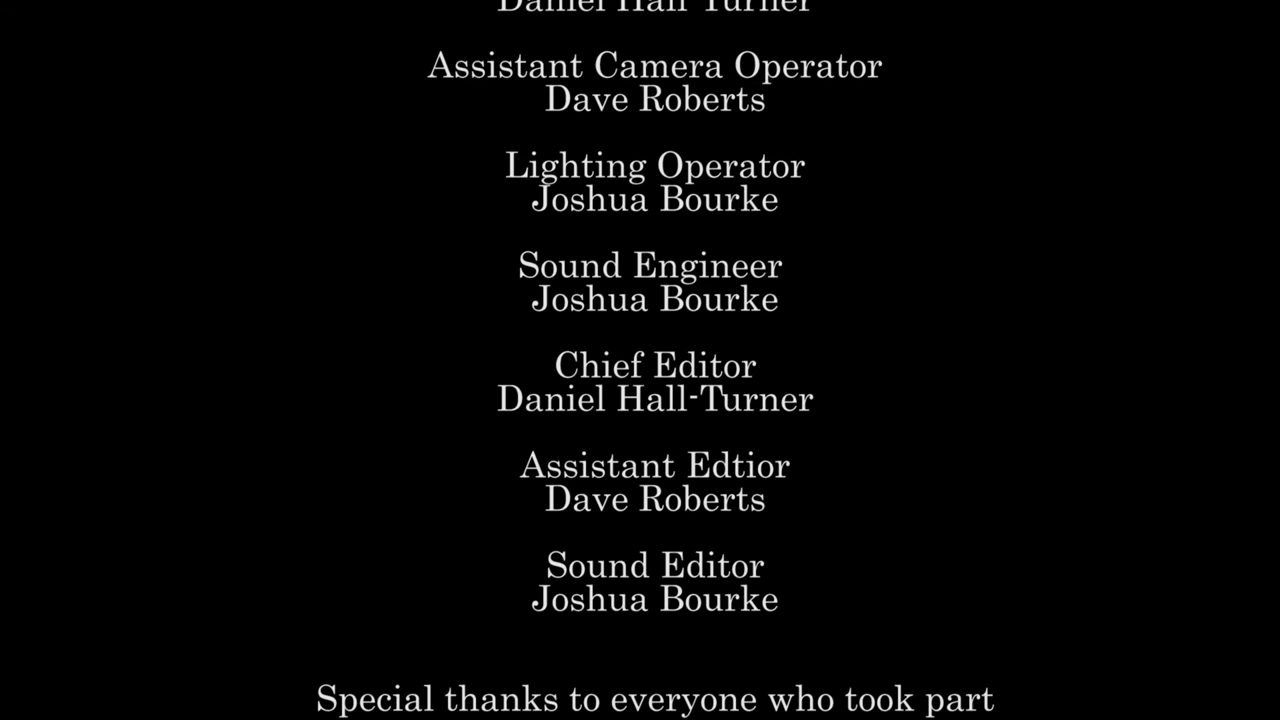 Daniel Hall-Turner
Assistant Camera Operator
Dave Roberts
Lighting Operator
Joshua Bourke
Sound Engineer
Joshua Bourke
Chief Editor
Daniel Hall-Turner
Assistant Edtior
Dave Roberts
Sound Editor
Joshua Bourke
Special thanks to everyone who took part